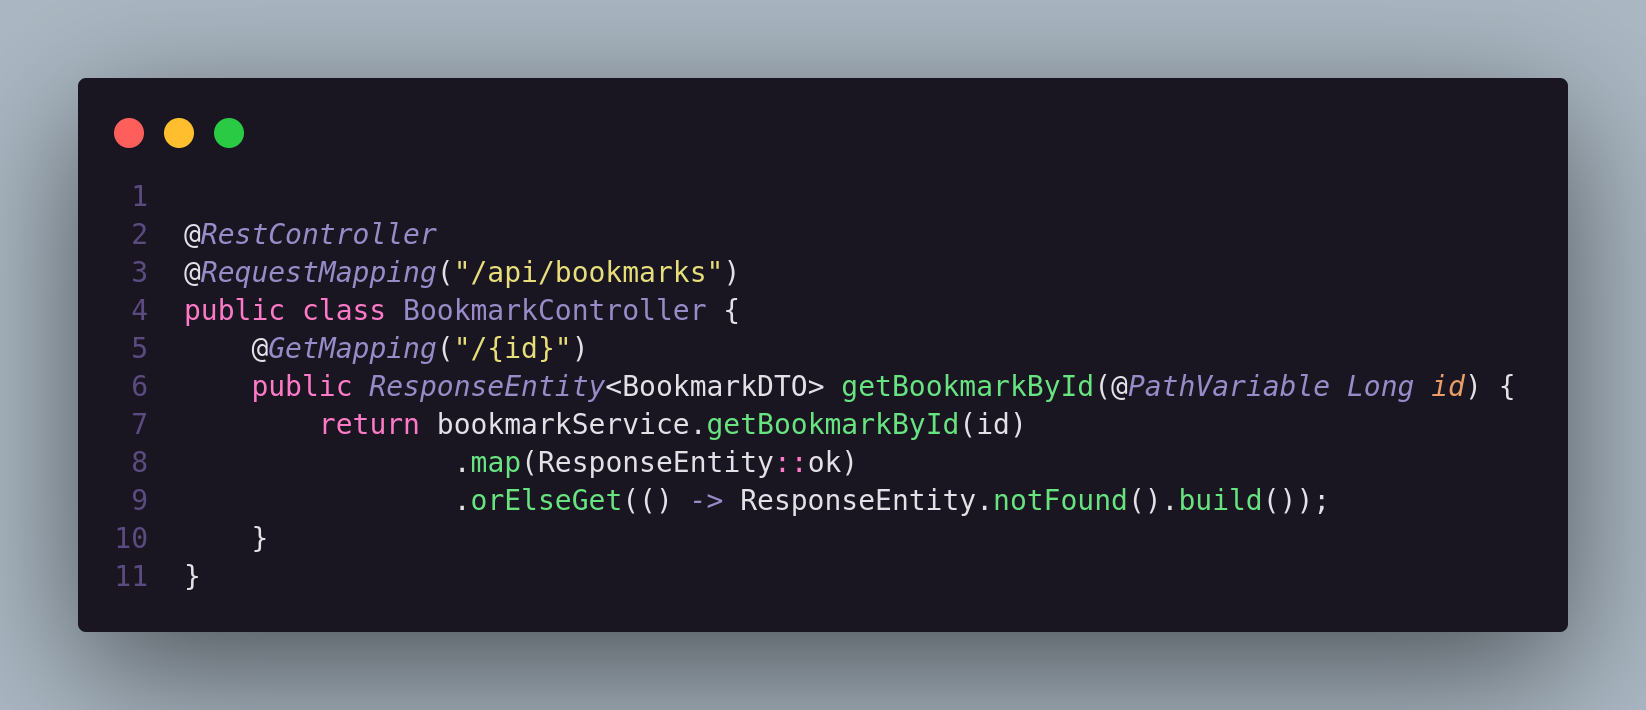 1
2 @RestController
3 @RequestMapping("/api/bookmarks")
4 public class BookmarkController {
5     @GetMapping("/{id}")
6     public ResponseEntity<BookmarkDTO> getBookmarkById(@PathVariable Long id) {
7         return bookmarkService.getBookmarkById(id)
8                 .map(ResponseEntity::ok)
9                 .orElseGet(() -> ResponseEntity.notFound().build());
10     }
11 }